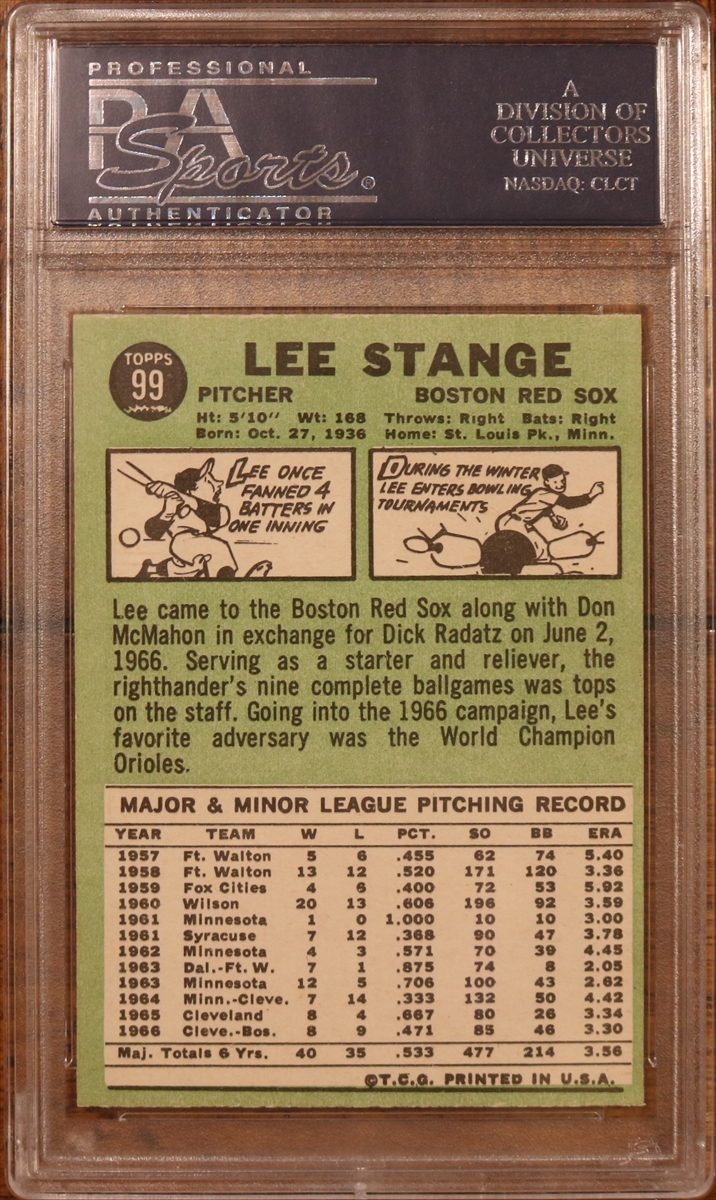 PROFESSIONAL
PSA
Sports®
AUTHENTICATOR
A
DIVISION OF
COLLECTORS
UNIVERSE
NASDAQ: CLCT
TOPPS
99
LEE STANGE
PITCHER BOSTON RED SOX
Ht: 5'10" Wt: 168 Throws: Right Bats: Right
Born: Oct. 27, 1936 Home: St. Louis Pk., Minn.
LEE ONCE
FANNED 4
BATTERS IN
ONE INNING
DURING THE WINTER
LEE ENTERS BOWLING
TOURNAMENTS
Lee came to the Boston Red Sox along with Don
McMahon in exchange for Dick Radatz on June 2,
1966. Serving as a starter and reliever, the
righthander's nine complete ballgames was tops
on the staff. Going into the 1966 campaign, Lee's
favorite adversary was the World Champion
Orioles.
MAJOR & MINOR LEAGUE PITCHING RECORD
YEAR TEAM W L PCT. SO BB ERA
1957 Ft. Walton 5 6 .455 62 74 5.40
1958 Ft. Walton 13 12 .520 171 120 3.36
1959 Fox Cities 4 6 .400 72 53 5.92
1960 Wilson 20 13 .606 196 92 3.59
1961 Minnesota 1 0 1.000 10 10 3.00
1961 Syracuse 7 12 .368 90 47 3.78
1962 Minnesota 4 3 .571 70 39 4.45
1963 Dal.-Ft. W. 7 1 .875 74 8 2.05
1963 Minnesota 12 5 .706 100 43 2.62
1964 Minn.-Cleve. 7 14 .333 132 50 4.42
1965 Cleveland 8 4 .667 80 26 3.34
1966 Cleve.-Bos. 8 9 .471 85 46 3.30
Maj. Totals 6 Yrs. 40 35 .533 477 214 3.56
©T.C.G. PRINTED IN U.S.A.